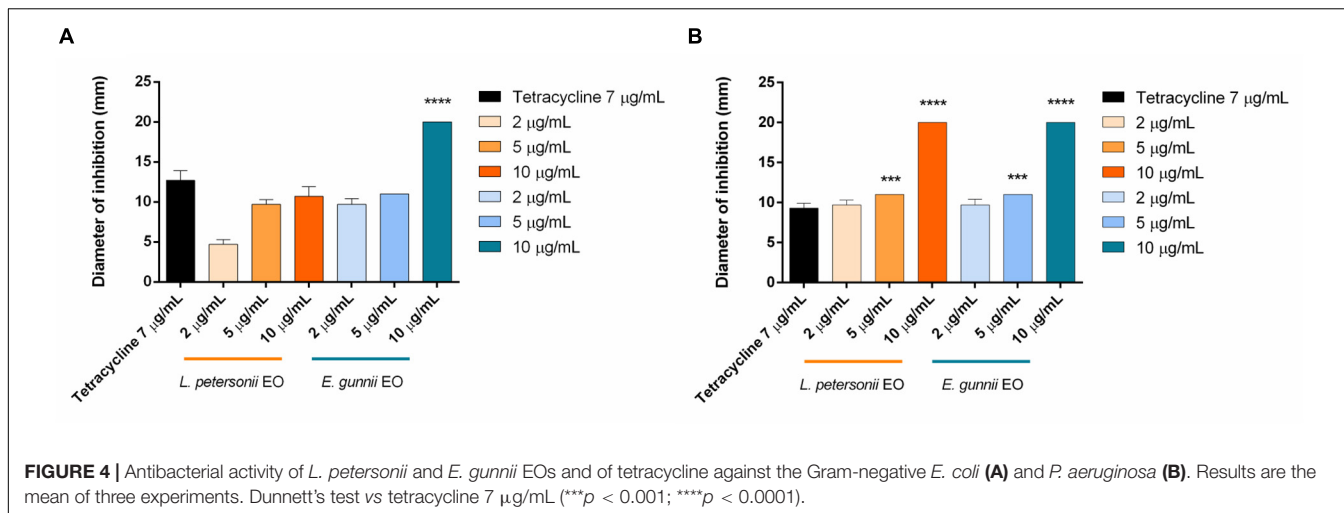 A
Diameter of inhibition (mm)
25
20
15
10
5
0
****
Tetracycline 7 μg/mL
2 μg/mL
5 μg/mL
10 μg/mL
2 μg/mL
5 μg/mL
10 μg/mL
L. petersonii EO
E. gunnii EO
Tetracycline 7 μg/mL
2 μg/mL
5 μg/mL
10 μg/mL
2 μg/mL
5 μg/mL
10 μg/mL
B
Diameter of inhibition (mm)
25
20
15
10
5
0
***
****
***
****
Tetracycline 7 μg/mL
2 μg/mL
5 μg/mL
10 μg/mL
2 μg/mL
5 μg/mL
10 μg/mL
L. petersonii EO
E. gunnii EO
Tetracycline 7 μg/mL
2 μg/mL
5 μg/mL
10 μg/mL
2 μg/mL
5 μg/mL
10 μg/mL
FIGURE 4 | Antibacterial activity of L. petersonii and E. gunnii EOs and of tetracycline against the Gram-negative E. coli (A) and P. aeruginosa (B). Results are the
mean of three experiments. Dunnett's test vs tetracycline 7 μg/mL (***p < 0.001; ****p < 0.0001).